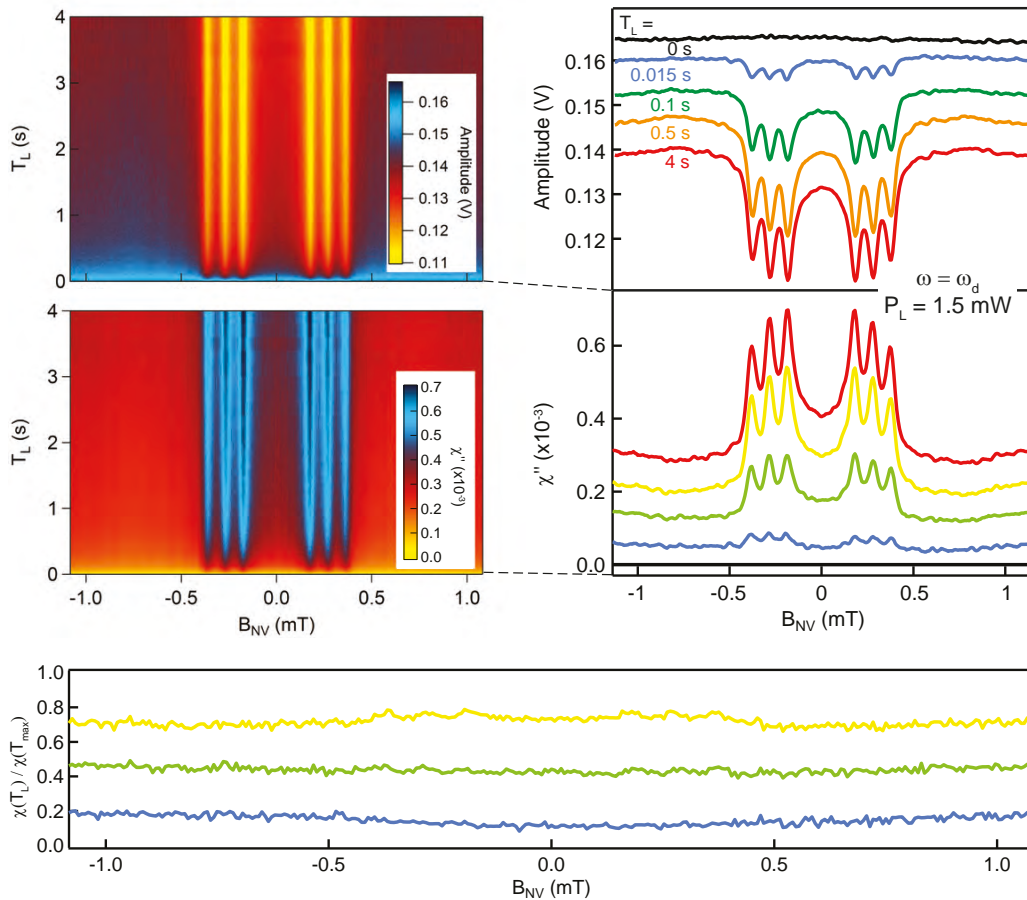 4
3
2
1
0
T_L (s)
0.16
0.15
0.14
0.13
0.12
0.11
Amplitude (V)
T_L =
0 s
0.015 s
0.1 s
0.5 s
4 s
0.16
0.15
0.14
0.13
0.12
Amplitude (V)
ω = ω_d
P_L = 1.5 mW
4
3
2
1
0
T_L (s)
0.7
0.6
0.5
0.4
0.3
0.2
0.1
0.0
χ'' (x10⁻³)
-1.0 -0.5 0.0 0.5 1.0
B_NV (mT)
0.6
0.4
0.2
0.0
χ'' (x10⁻³)
-1 -0.5 0 0.5 1
B_NV (mT)
1.0
0.8
0.6
0.4
0.2
0.0
χ(T_L) / χ(T_max)
-1.0 -0.5 0.0 0.5 1.0
B_NV (mT)